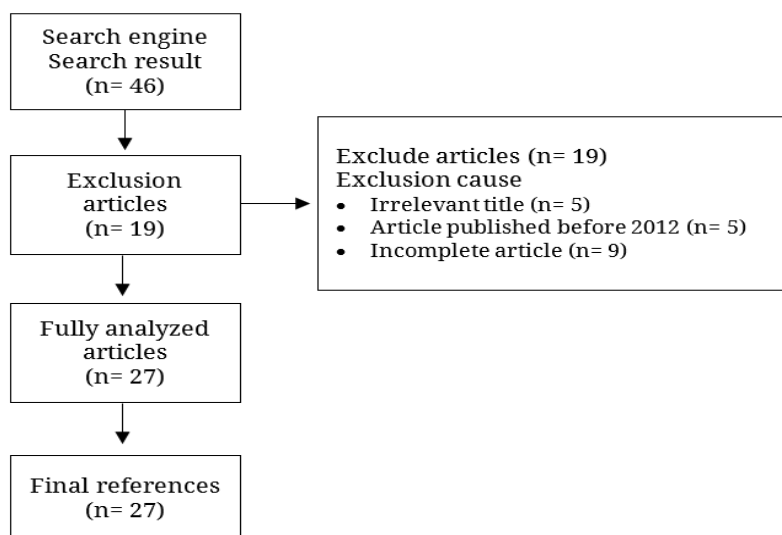 Search engine
Search result
(n= 46)
Exclusion
articles
(n= 19)
Exclude articles (n= 19)
Exclusion cause
• Irrelevant title (n= 5)
• Article published before 2012 (n= 5)
• Incomplete article (n= 9)
Fully analyzed
articles
(n= 27)
Final references
(n= 27)